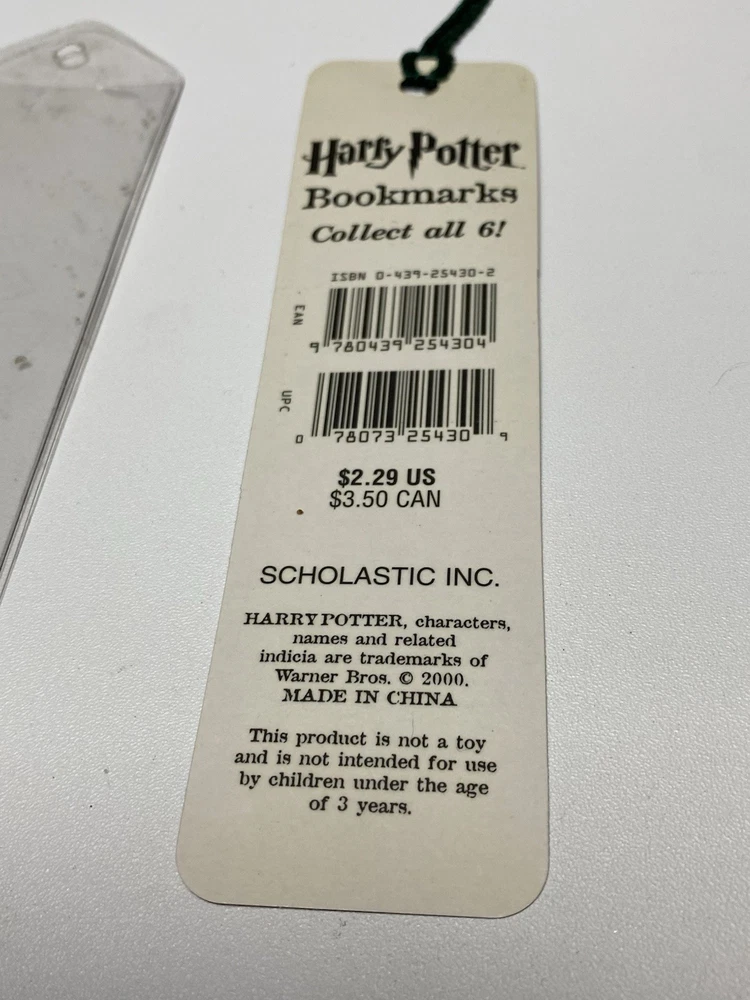 Harry Potter
Bookmarks
Collect all 6!
ISBN 0-439-25430-2
EAN
9 780439 254304
UPC
0 78073 25430 9
$2.29 US
$3.50 CAN
SCHOLASTIC INC.
HARRY POTTER, characters,
names and related
indicia are trademarks of
Warner Bros. © 2000.
MADE IN CHINA
This product is not a toy
and is not intended for use
by children under the age
of 3 years.